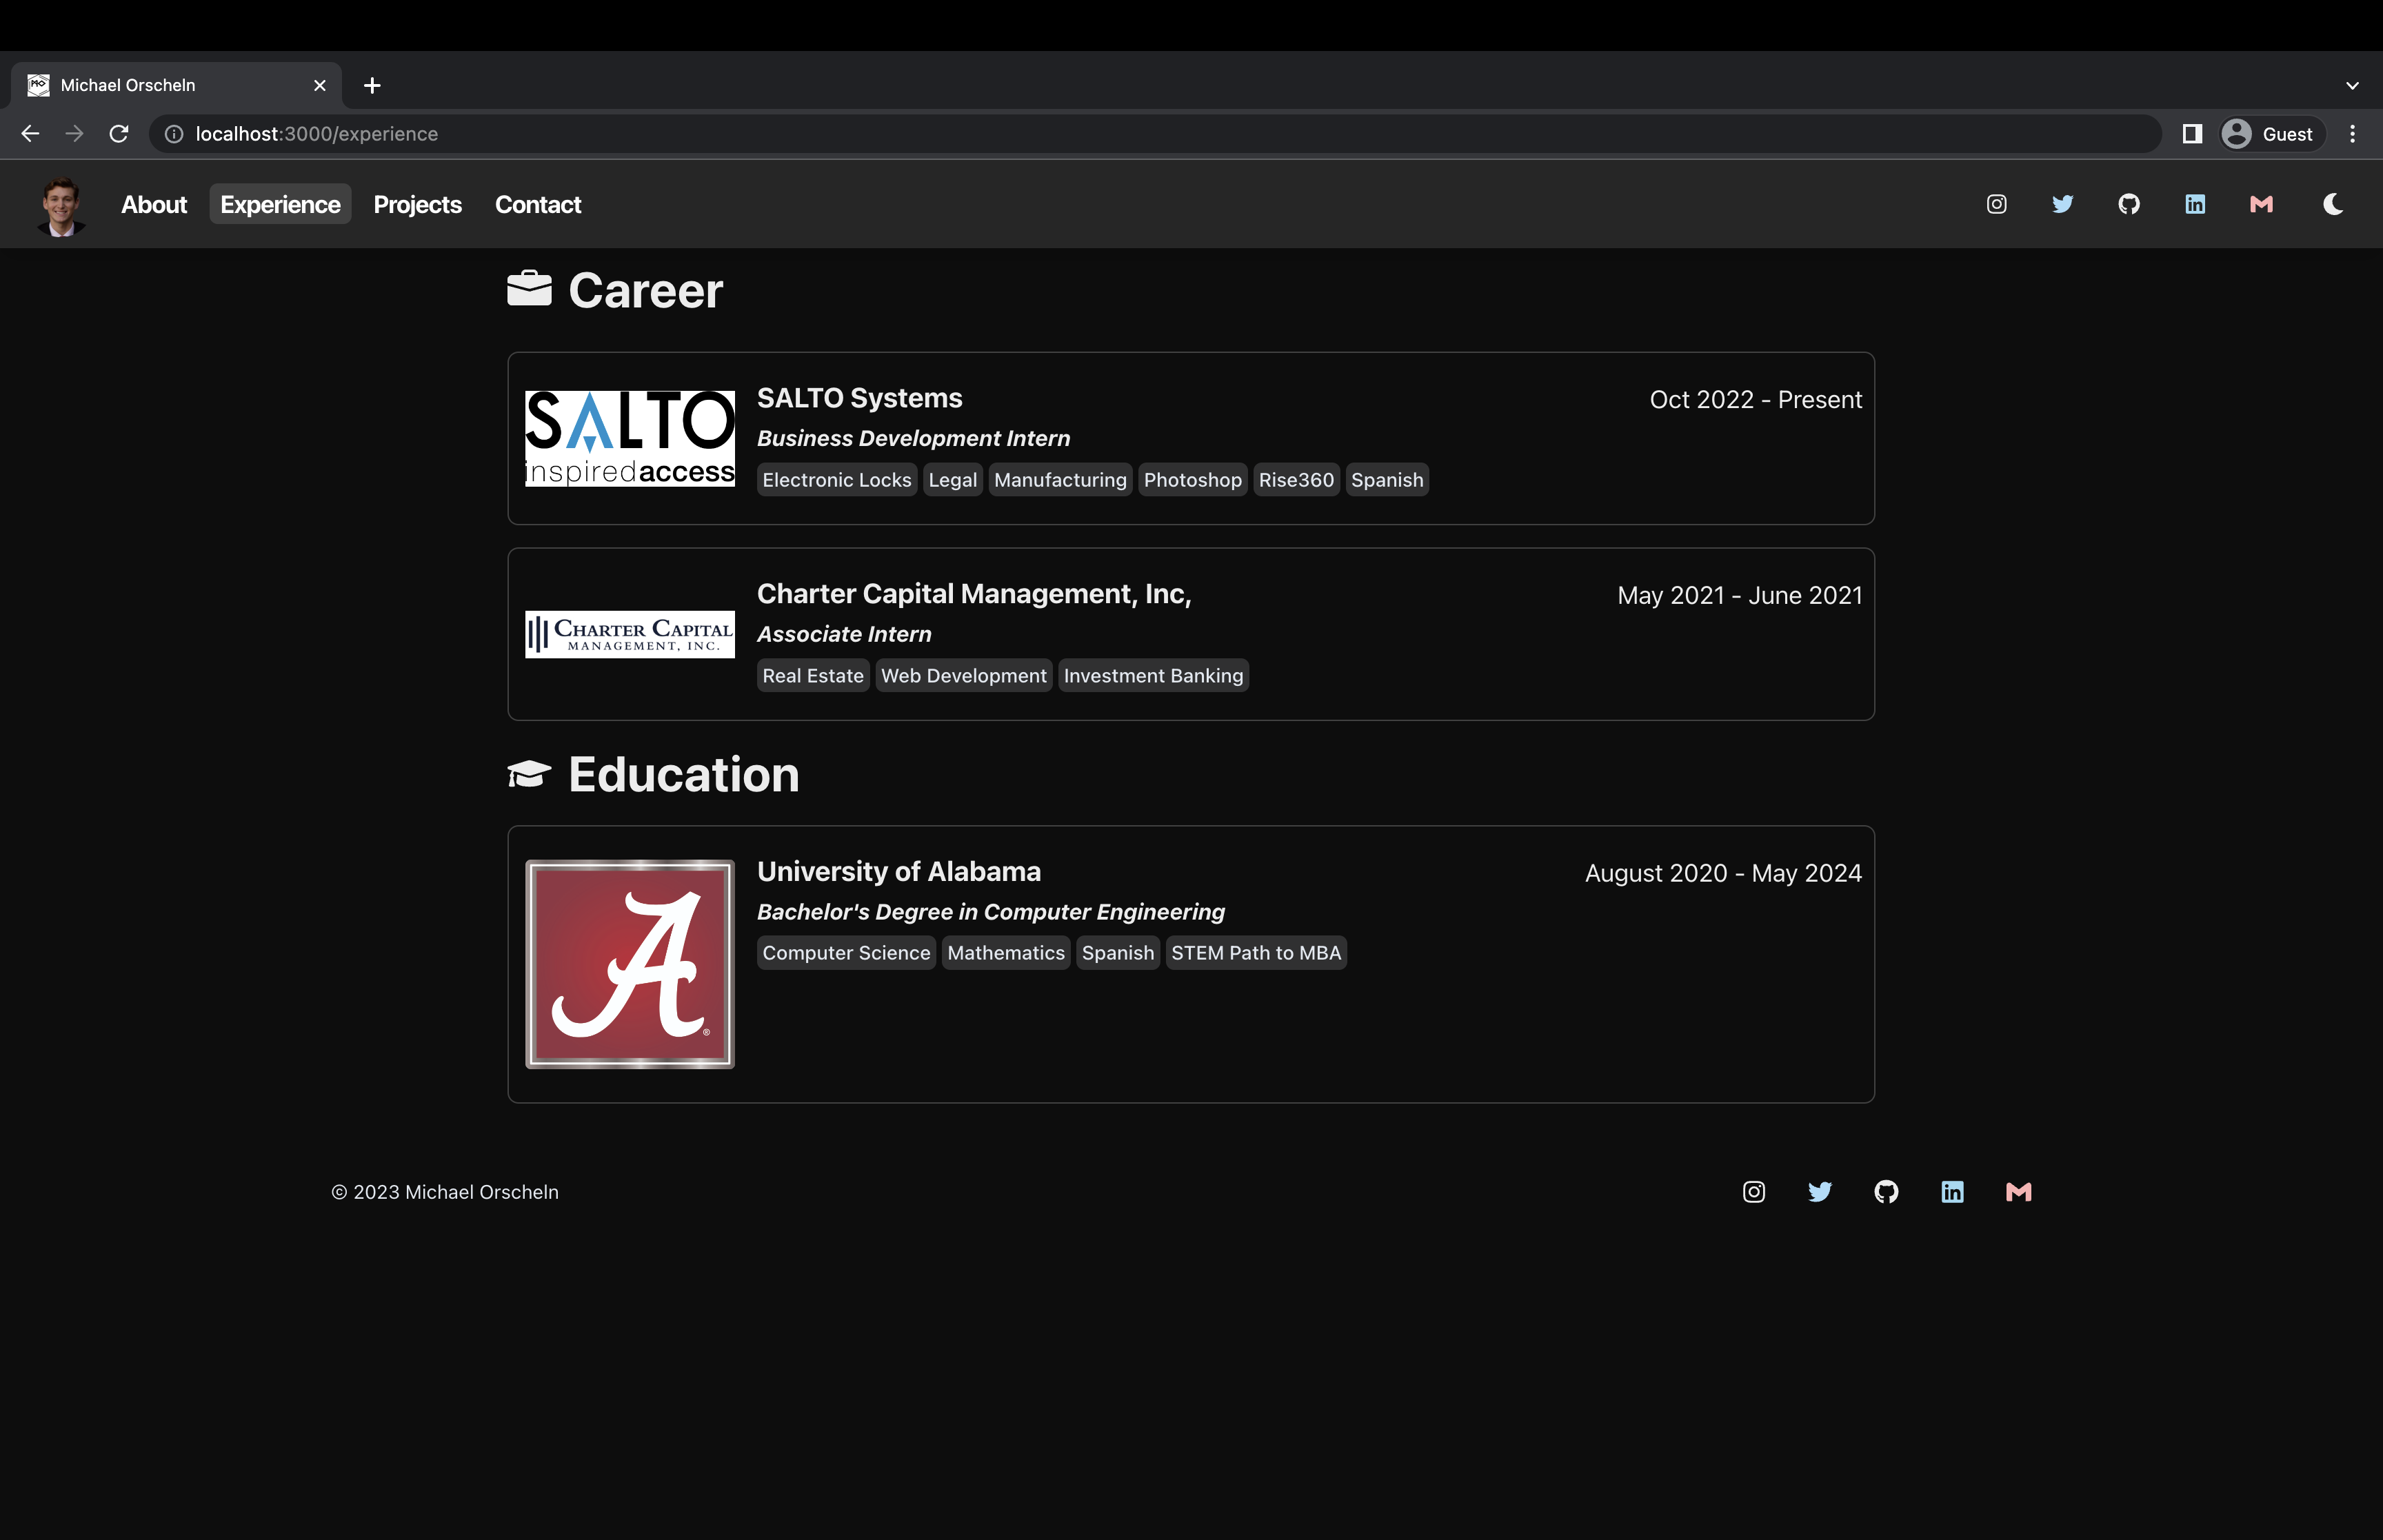 Michael Orscheln
localhost:3000/experience
Guest
About Experience Projects Contact
Career
SALTO
inspiredaccess
SALTO Systems
Oct 2022 - Present
Business Development Intern
Electronic Locks Legal Manufacturing Photoshop Rise360 Spanish
CHARTER CAPITAL
MANAGEMENT, INC.
Charter Capital Management, Inc,
May 2021 - June 2021
Associate Intern
Real Estate Web Development Investment Banking
Education
A
®
University of Alabama
August 2020 - May 2024
Bachelor's Degree in Computer Engineering
Computer Science Mathematics Spanish STEM Path to MBA
© 2023 Michael Orscheln